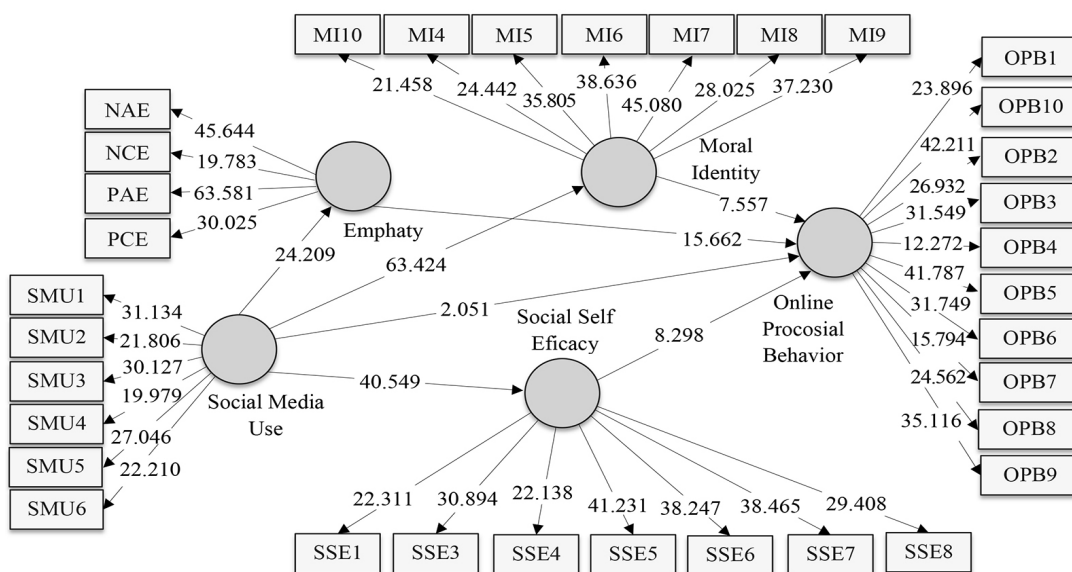 MI10
MI4
MI5
MI6
MI7
MI8
MI9
21.458
24.442
35.805
38.636
45.080
28.025
37.230
NAE
NCE
PAE
PCE
45.644
19.783
63.581
30.025
Emphaty
Moral
Identity
24.209
63.424
7.557
15.662
2.051
8.298
40.549
SMU1
SMU2
SMU3
SMU4
SMU5
SMU6
31.134
21.806
30.127
19.979
27.046
22.210
Social Media
Use
Social Self
Eficacy
Online
Procosial
Behavior
OPB1
OPB10
OPB2
OPB3
OPB4
OPB5
OPB6
OPB7
OPB8
OPB9
23.896
42.211
26.932
31.549
12.272
41.787
31.749
15.794
24.562
35.116
22.311
30.894
22.138
41.231
38.247
38.465
29.408
SSE1
SSE3
SSE4
SSE5
SSE6
SSE7
SSE8